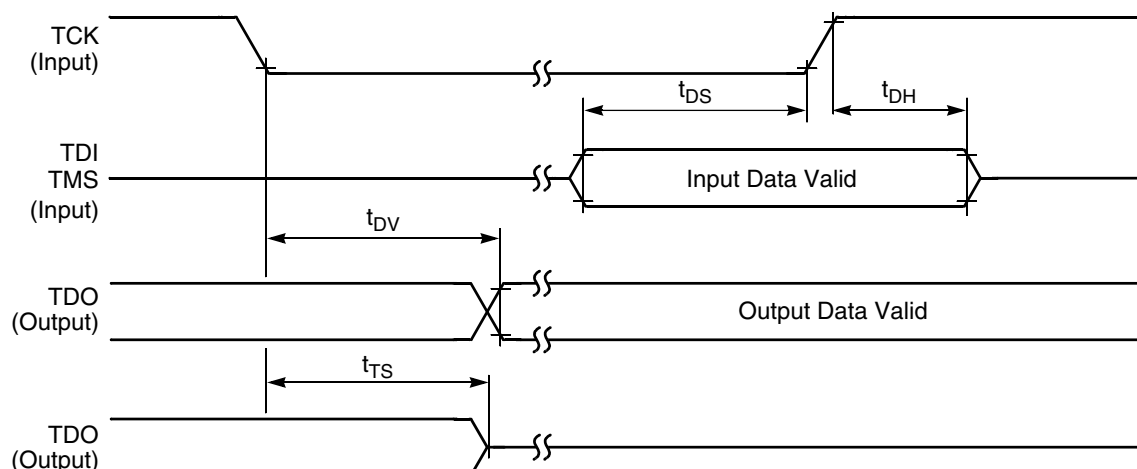 TCK
(Input)
tDS
tDH
TDI
TMS
(Input)
Input Data Valid
tDV
TDO
(Output)
Output Data Valid
tTS
TDO
(Output)